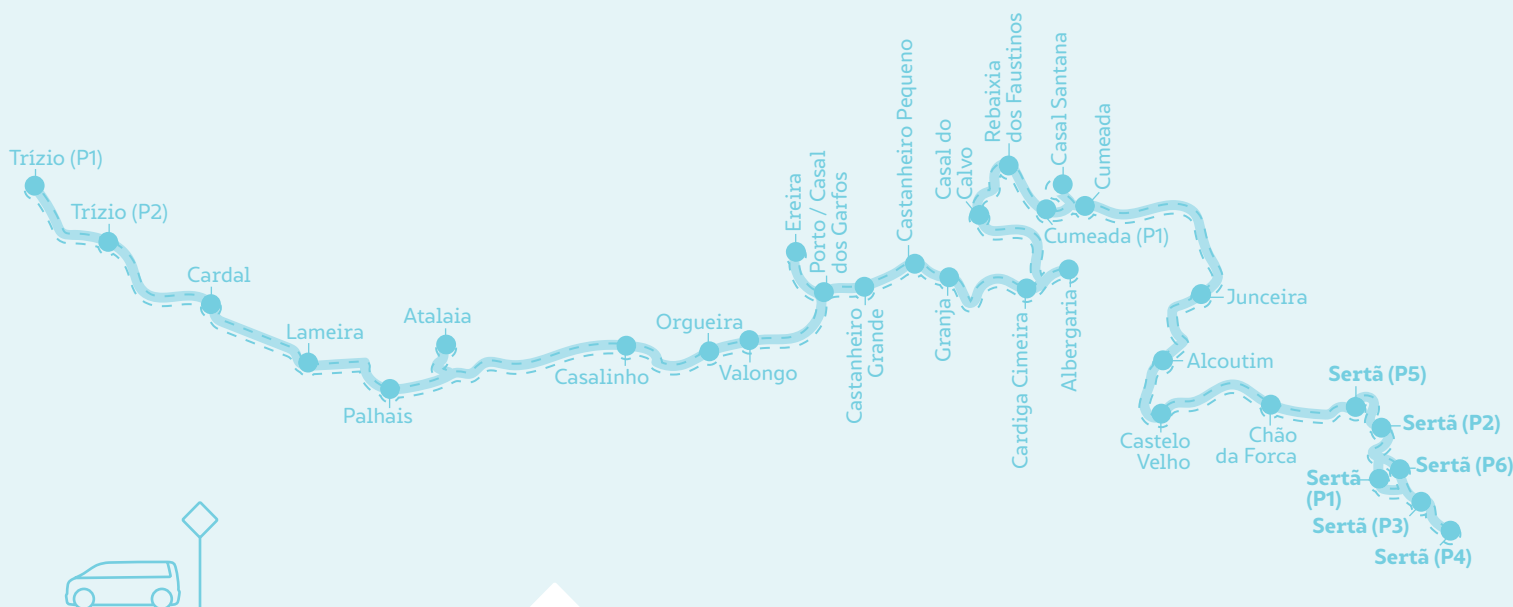 Trízio (P1)
Trízio (P2)
Cardal
Lameira
Palhais
Atalaia
Casalinho
Orgueira
Valongo
Ereira
Porto / Casal
dos Garfos
Castanheiro
Grande
Castanheiro Pequeno
Granja
Casal do
Calvo
Rebaixia
dos Faustinos
Cardiga Cimeira
Albergaria
Casal Santana
Cumeada (P1)
Cumeada
Junceira
Alcoutim
Castelo
Velho
Chão
da Forca
Sertã (P5)
Sertã (P2)
Sertã (P6)
Sertã
(P1)
Sertã (P3)
Sertã (P4)